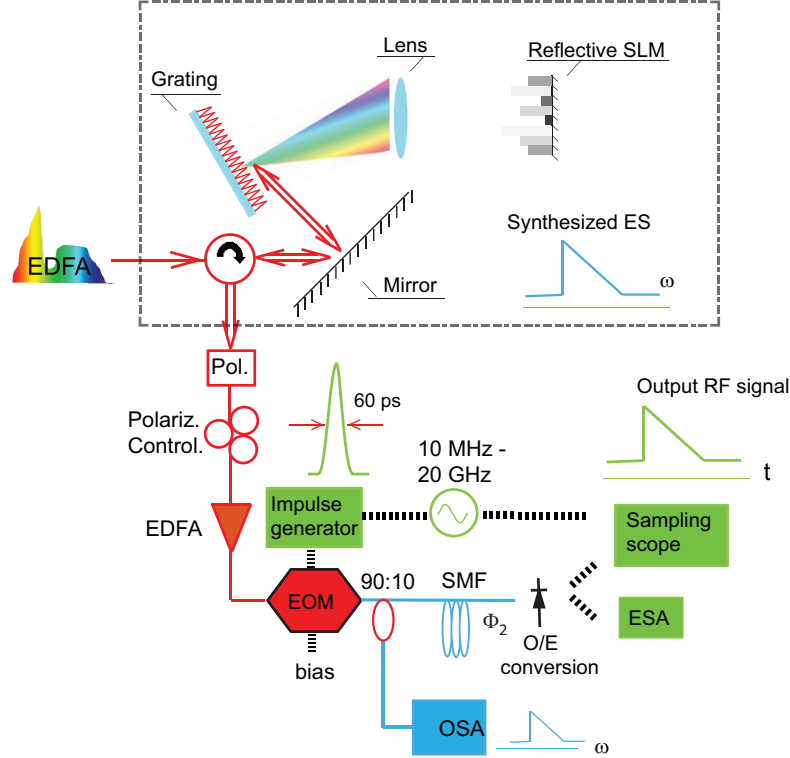 Lens
Reflective SLM
Grating
Synthesized ES
EDFA
ω
Mirror
Pol.
Output RF signal
60 ps
Polariz.
Control.
10 MHz -
20 GHz
t
Impulse
generator
Sampling
scope
EDFA
90:10
SMF
EOM
Φ2
ESA
O/E
conversion
bias
OSA
ω